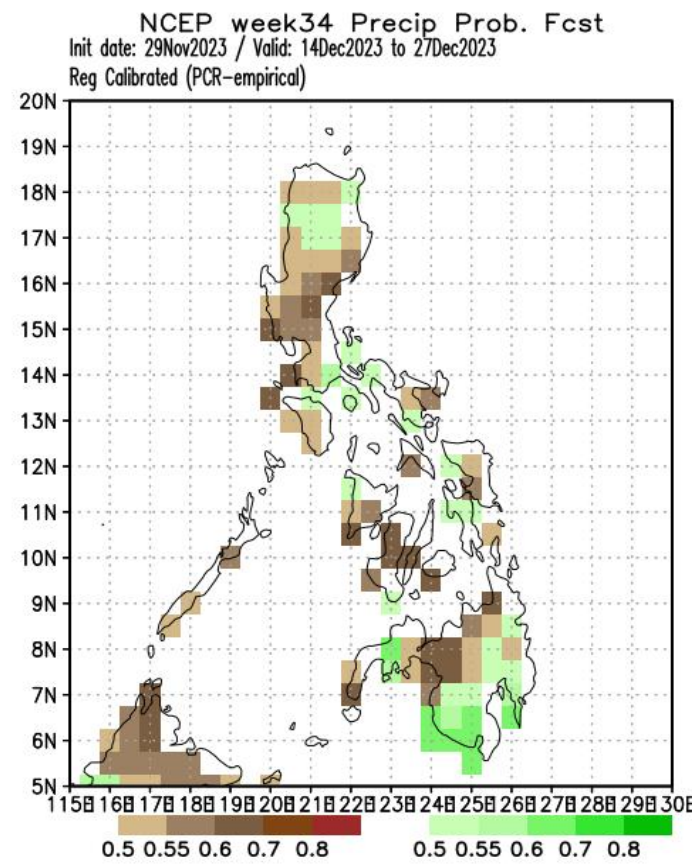 NCEP week34 Precip Prob. Fcst
Init date: 29Nov2023 / Valid: 14Dec2023 to 27Dec2023
Reg Calibrated (PCR-empirical)
20N
19N
18N
17N
16N
15N
14N
13N
12N
11N
10N
9N
8N
7N
6N
5N
115E 116E 117E 118E 119E 120E 121E 122E 123E 124E 125E 126E 127E 128E 129E 130E
0.5 0.55 0.6 0.7 0.8 0.5 0.55 0.6 0.7 0.8